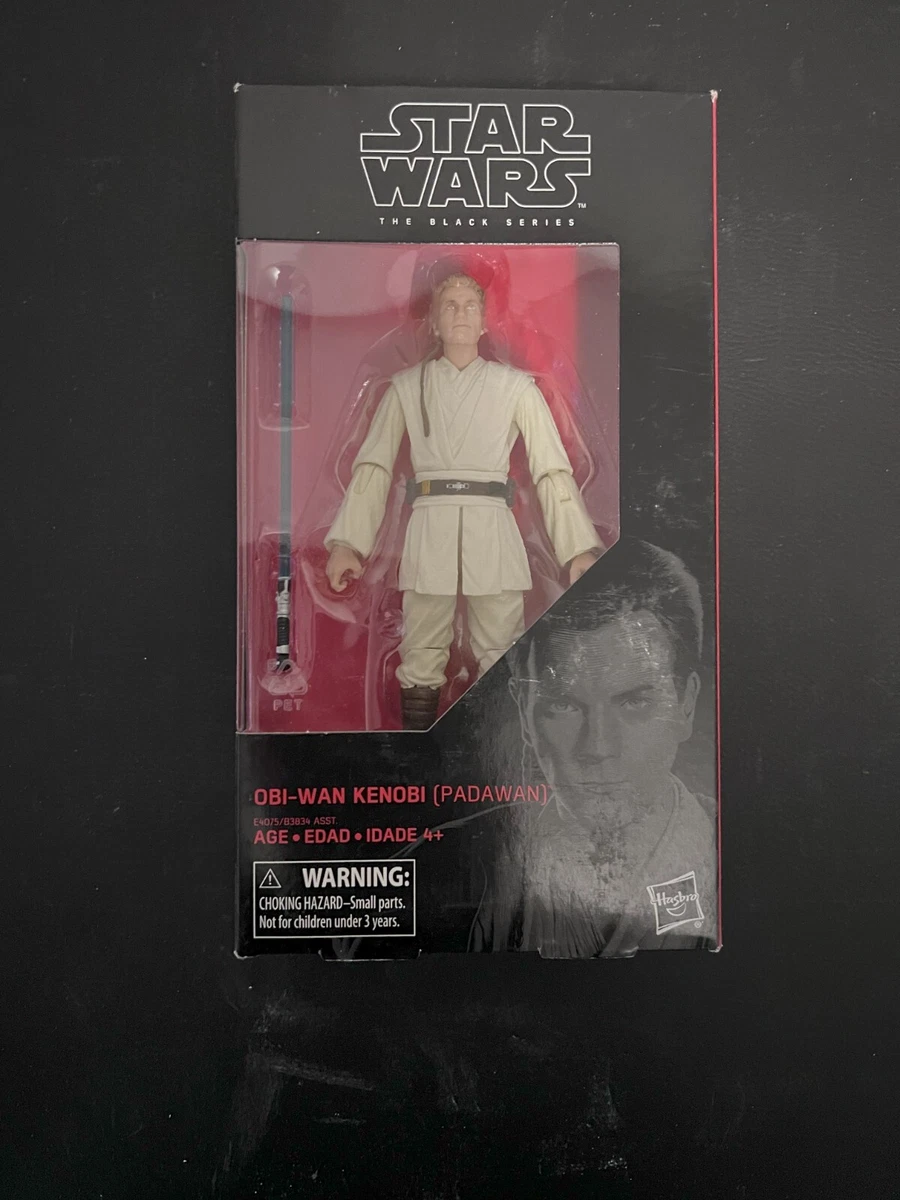 STAR
WARS™
THE BLACK SERIES
PET
OBI-WAN KENOBI (PADAWAN)
E4075/B3834 ASST.
AGE • EDAD • IDADE 4+
⚠ WARNING:
CHOKING HAZARD–Small parts.
Not for children under 3 years.
Hasbro
®